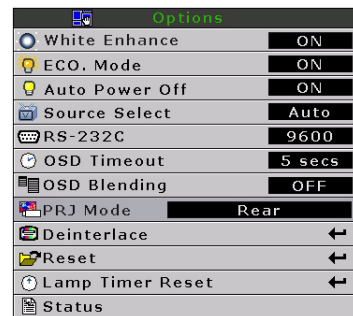 Options
White Enhance ON
ECO. Mode ON
Auto Power Off ON
Source Select Auto
RS-232C 9600
OSD Timeout 5 secs
OSD Blending OFF
PRJ Mode Rear
Deinterlace
Reset
Lamp Timer Reset
Status